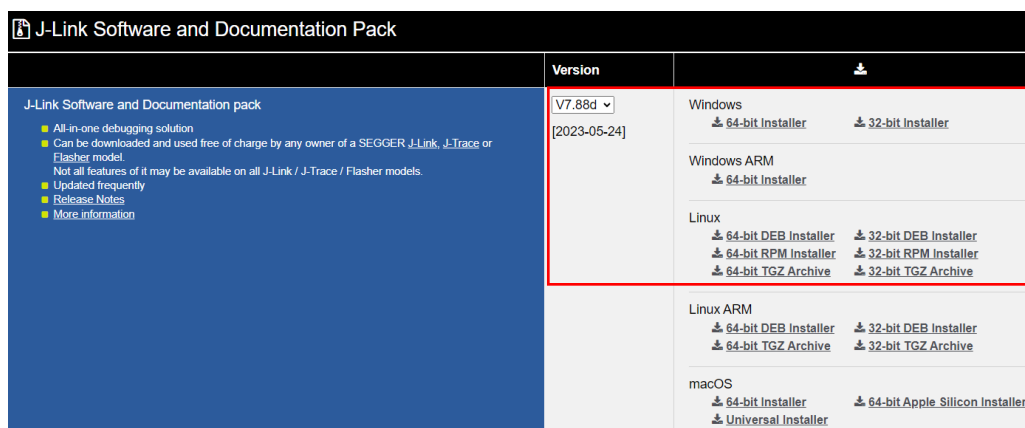 J-Link Software and Documentation Pack
Version
J-Link Software and Documentation pack
All-in-one debugging solution
Can be downloaded and used free of charge by any owner of a SEGGER J-Link, J-Trace or
Flasher model.
Not all features of it may be available on all J-Link / J-Trace / Flasher models.
Updated frequently
Release Notes
More information
V7.88d
[2023-05-24]
Windows
64-bit Installer 32-bit Installer
Windows ARM
64-bit Installer
Linux
64-bit DEB Installer 32-bit DEB Installer
64-bit RPM Installer 32-bit RPM Installer
64-bit TGZ Archive 32-bit TGZ Archive
Linux ARM
64-bit DEB Installer 32-bit DEB Installer
64-bit TGZ Archive 32-bit TGZ Archive
macOS
64-bit Installer 64-bit Apple Silicon Installer
Universal Installer